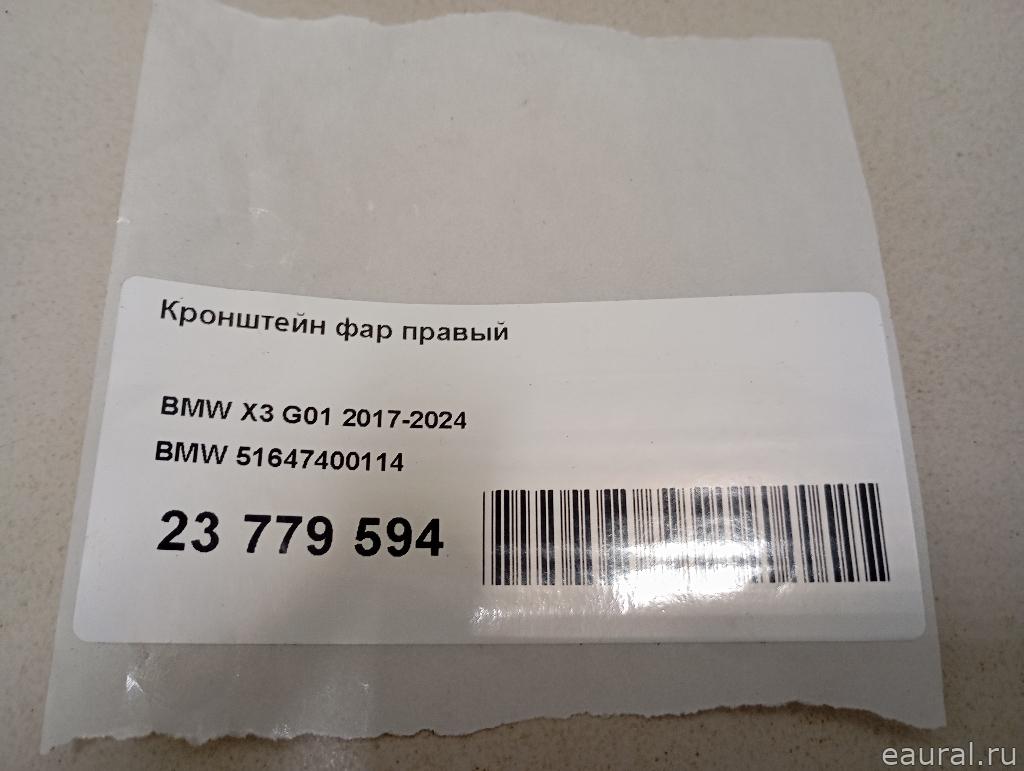 Кронштейн фар правый
BMW X3 G01 2017-2024
BMW 51647400114
23 779 594
eaural.ru